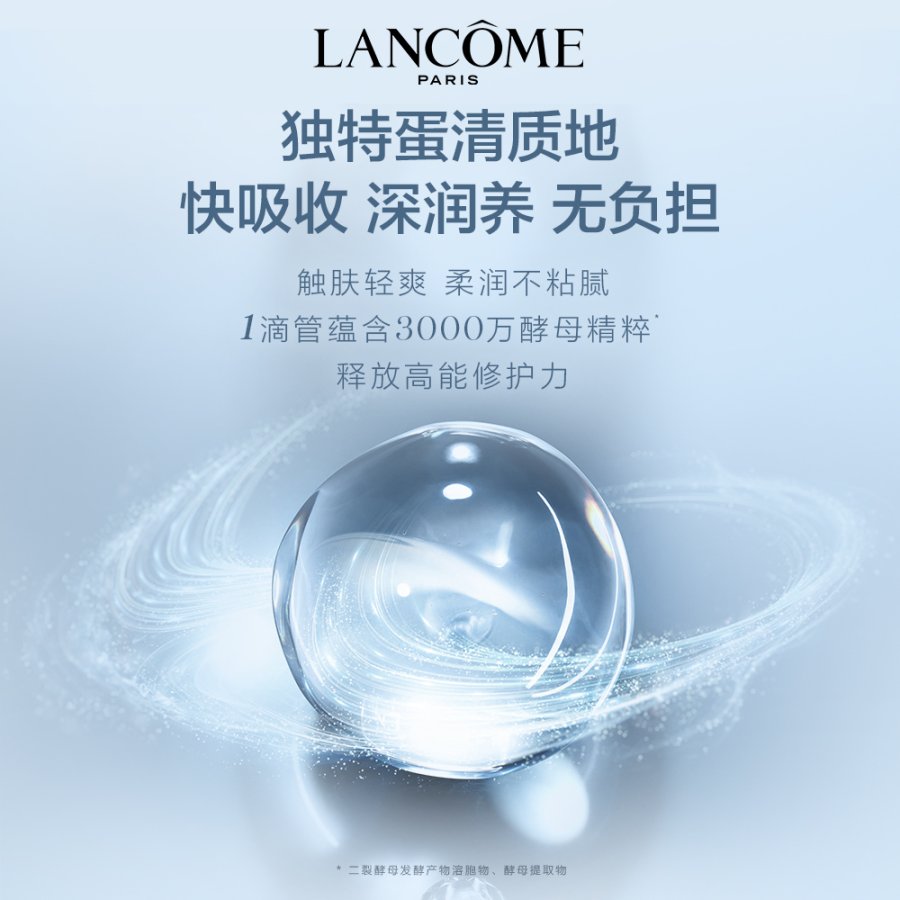 LANCÔME
PARIS
独特蛋清质地
快吸收 深润养 无负担
触肤轻爽 柔润不粘腻
1滴管蕴含3000万酵母精粹*
释放高能修护力
* 二裂酵母发酵产物溶胞物、酵母提取物